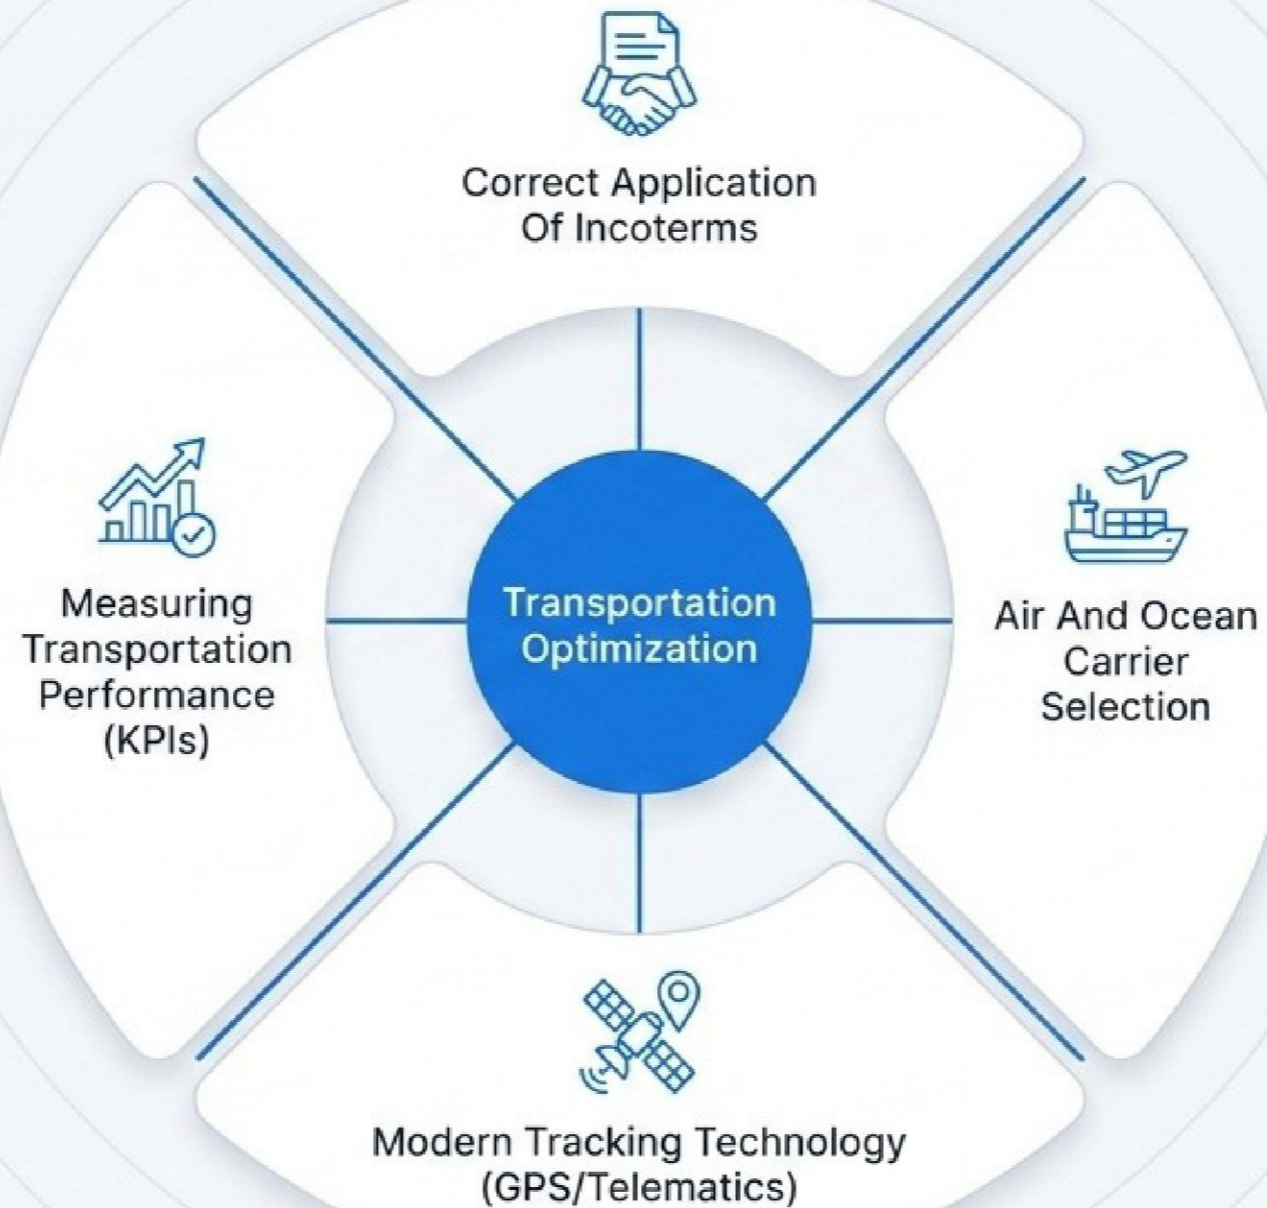 Correct Application
Of Incoterms
Measuring
Transportation
Performance
(KPIs)
Transportation
Optimization
Air And Ocean
Carrier
Selection
Modern Tracking Technology
(GPS/Telematics)